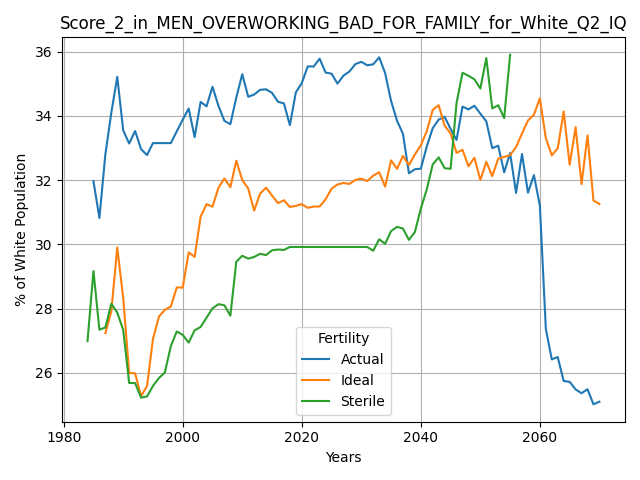 Score_2_in_MEN_OVERWORKING_BAD_FOR_FAMILY_for_White_Q2_IQ
36
34
32
30
28
26
% of White Population
Fertility
Actual
Ideal
Sterile
1980
2000
2020
2040
2060
Years